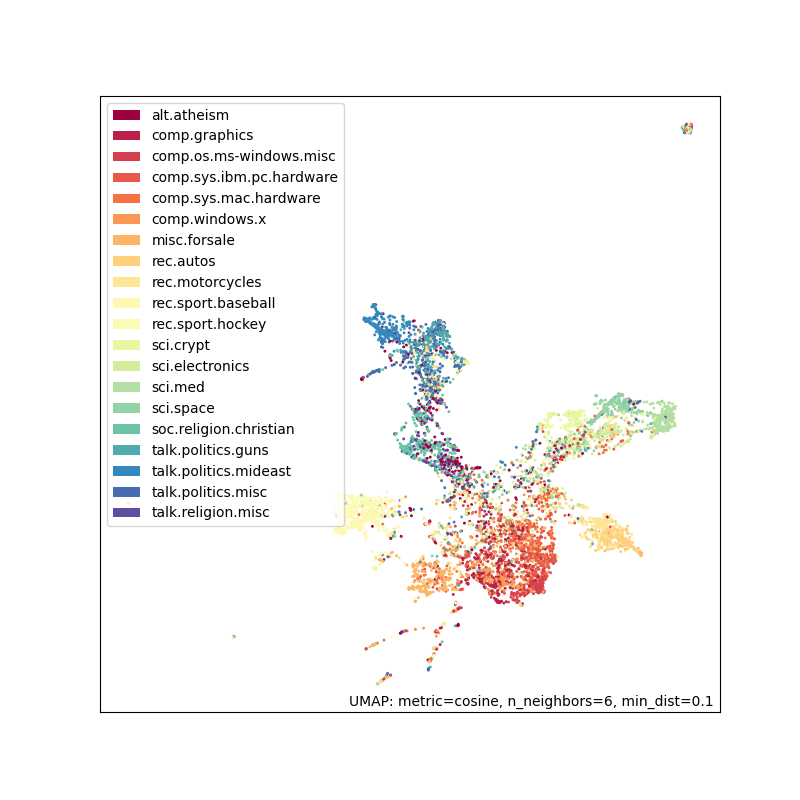 alt.atheism
comp.graphics
comp.os.ms-windows.misc
comp.sys.ibm.pc.hardware
comp.sys.mac.hardware
comp.windows.x
misc.forsale
rec.autos
rec.motorcycles
rec.sport.baseball
rec.sport.hockey
sci.crypt
sci.electronics
sci.med
sci.space
soc.religion.christian
talk.politics.guns
talk.politics.mideast
talk.politics.misc
talk.religion.misc
UMAP: metric=cosine, n_neighbors=6, min_dist=0.1